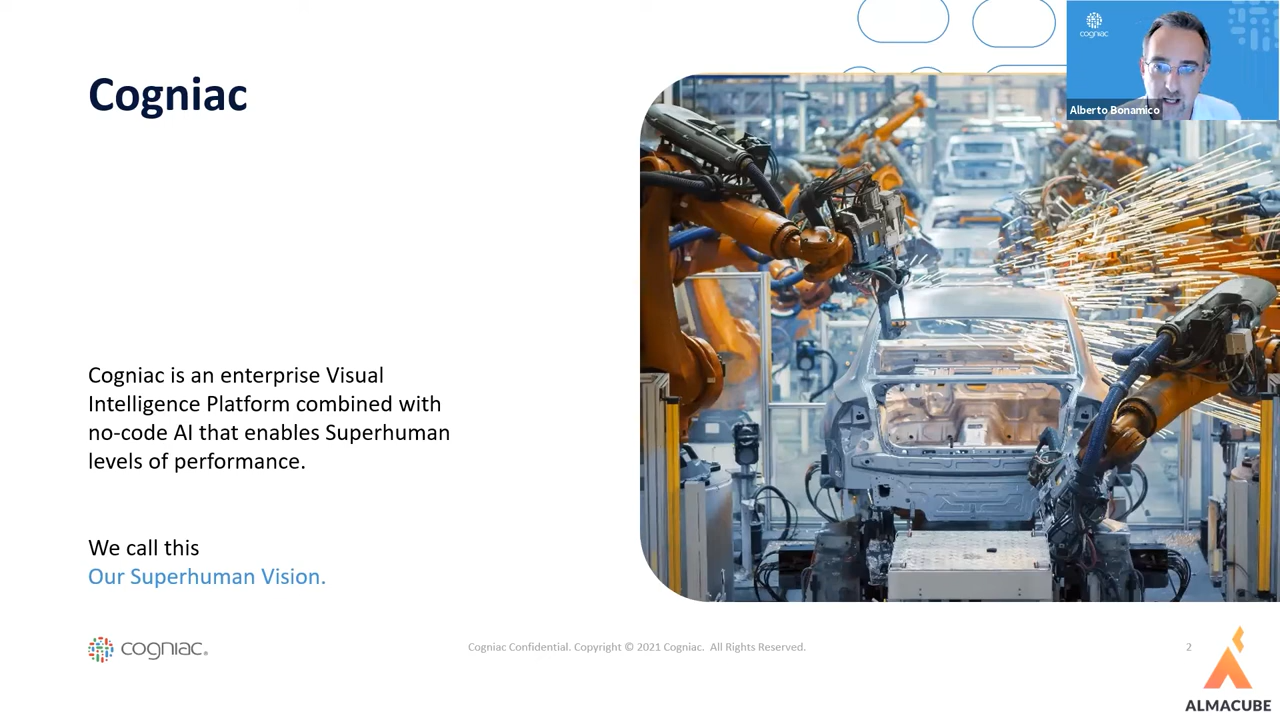 Cogniac
cogniac
Alberto Bonamico
Cogniac is an enterprise Visual
Intelligence Platform combined with
no-code AI that enables Superhuman
levels of performance.
We call this
Our Superhuman Vision.
cogniac®
Cogniac Confidential. Copyright © 2021 Cogniac. All Rights Reserved.
2
ALMACUBE